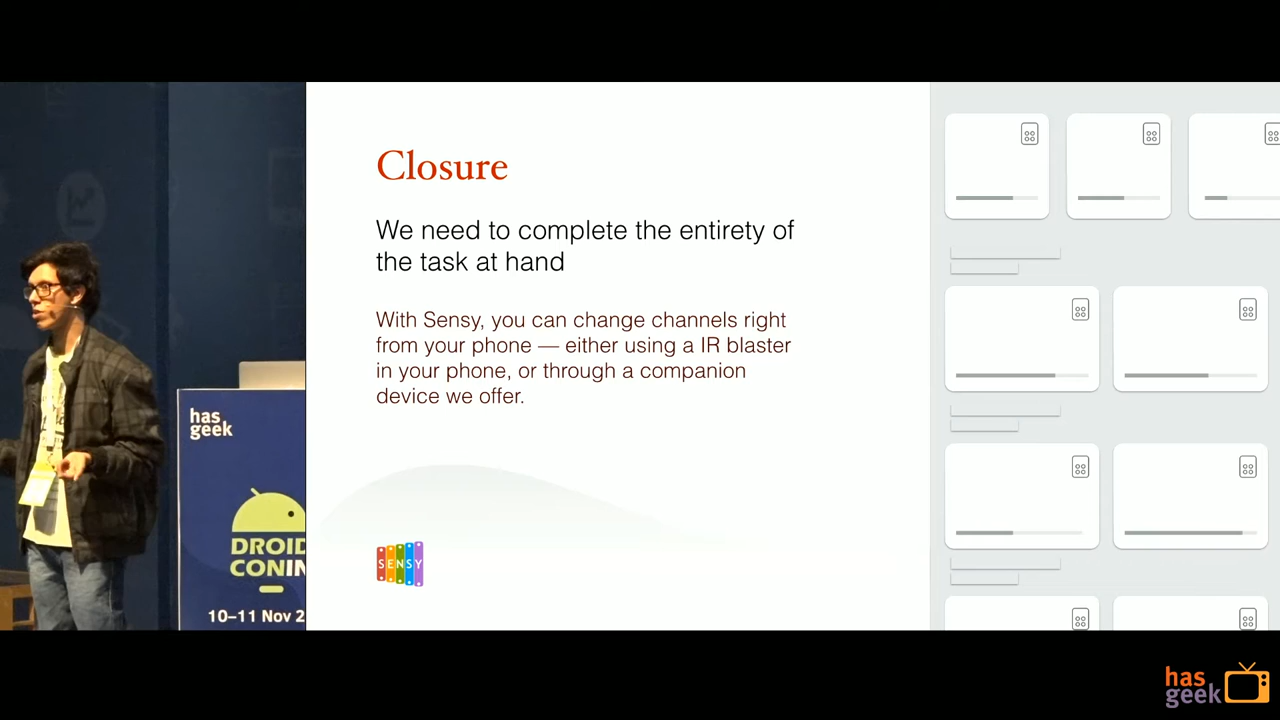 Closure
We need to complete the entirety of
the task at hand
With Sensy, you can change channels right
from your phone — either using a IR blaster
in your phone, or through a companion
device we offer.
SENSY
has
geek
DROID
CONIN
10–11 Nov 2
has
geek